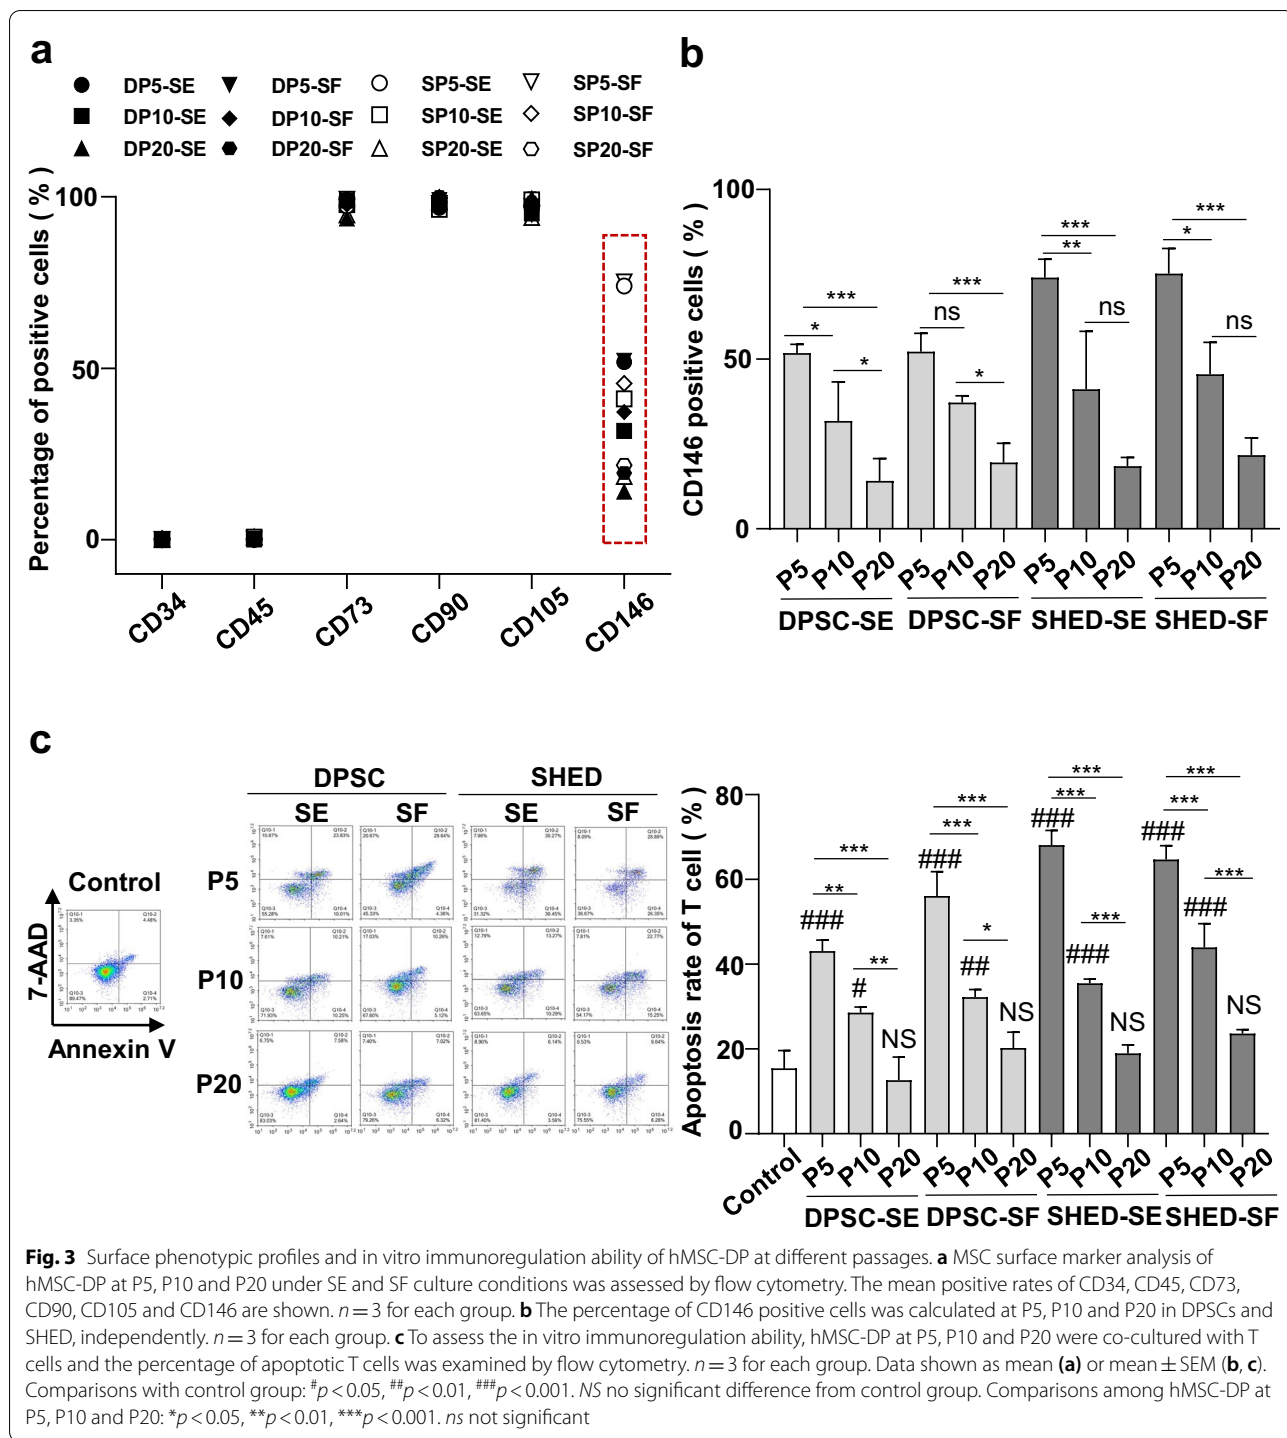 a
DP5-SE DP5-SF SP5-SE SP5-SF
DP10-SE DP10-SF SP10-SE SP10-SF
DP20-SE DP20-SF SP20-SE SP20-SF
Percentage of positive cells ( % )
100
50
0
CD34 CD45 CD73 CD90 CD105 CD146
b
CD146 positive cells ( % )
100
50
0
*** * *
*** ns *
*** ** ns
*** * ns
P5 P10 P20 P5 P10 P20 P5 P10 P20 P5 P10 P20
DPSC-SE DPSC-SF SHED-SE SHED-SF
c
DPSC SHED
SE SF SE SF
Control
7-AAD
Annexin V
P5
P10
P20
Apoptosis rate of T cell ( % )
80
60
40
20
0
*** ** **
### # NS
*** *** *
### ## NS
*** *** ***
### ### NS
*** *** ***
### ### NS
Control P5 P10 P20 P5 P10 P20 P5 P10 P20 P5 P10 P20
DPSC-SE DPSC-SF SHED-SE SHED-SF
Fig. 3 Surface phenotypic profiles and in vitro immunoregulation ability of hMSC-DP at different passages. a MSC surface marker analysis of
hMSC-DP at P5, P10 and P20 under SE and SF culture conditions was assessed by flow cytometry. The mean positive rates of CD34, CD45, CD73,
CD90, CD105 and CD146 are shown. n = 3 for each group. b The percentage of CD146 positive cells was calculated at P5, P10 and P20 in DPSCs and
SHED, independently. n = 3 for each group. c To assess the in vitro immunoregulation ability, hMSC-DP at P5, P10 and P20 were co-cultured with T
cells and the percentage of apoptotic T cells was examined by flow cytometry. n = 3 for each group. Data shown as mean (a) or mean ± SEM (b, c).
Comparisons with control group: #p < 0.05, ##p < 0.01, ###p < 0.001. NS no significant difference from control group. Comparisons among hMSC-DP at
P5, P10 and P20: *p < 0.05, **p < 0.01, ***p < 0.001. ns not significant